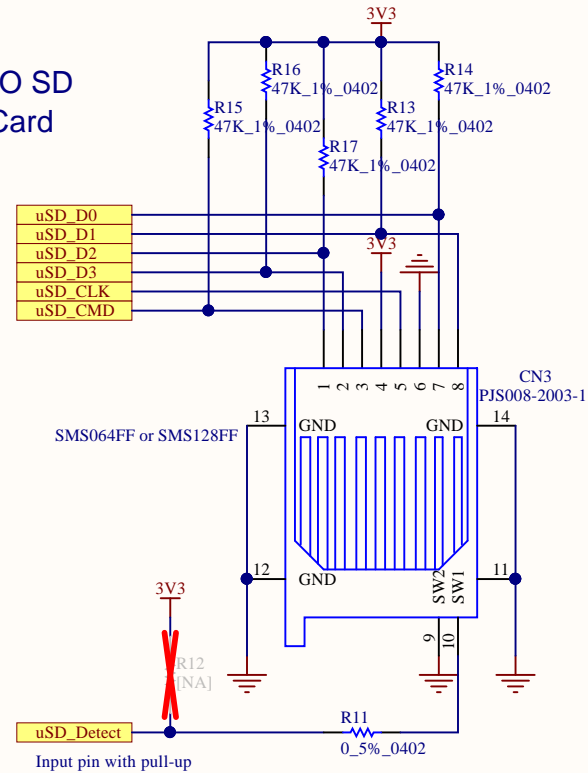 3V3
O SD
Card
R16
47K_1%_0402
R14
47K_1%_0402
R15
47K_1%_0402
R13
47K_1%_0402
R17
47K_1%_0402
uSD_D0
uSD_D1
uSD_D2
uSD_D3
uSD_CLK
uSD_CMD
3V3
1 2 3 4 5 6 7 8
CN3
PJS008-2003-1
13 GND GND 14
SMS064FF or SMS128FF
12 GND 11
SW2 SW1
9 10
3V3
R12
[NA]
uSD_Detect
R11
0_5%_0402
Input pin with pull-up